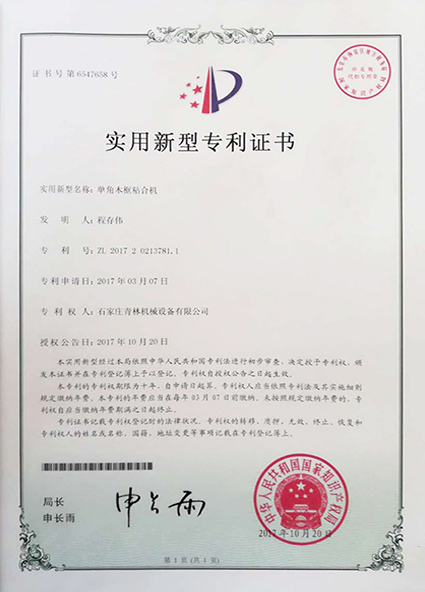 证书号第6547658号
实用新型专利证书
实用新型名称：单角木框粘合机
发明人：程存伟
专利号：ZL 2017 2 0213781.1
专利申请日：2017年03月07日
专利权人：石家庄青林机械设备有限公司
授权公告日：2017年10月20日
本实用新型经过本局依照中华人民共和国专利法进行初步审查，决定授予专利权，颁
发本证书并在专利登记簿上予以登记。专利权自授权公告之日起生效。
本专利的专利权期限为十年，自申请日起算。专利权人应当依照专利法及其实施细则
规定缴纳年费。本专利的年费应当在每年03月07日前缴纳。未按照规定缴纳年费的，专利
权自应当缴纳年费期满之日起终止。
专利证书记载专利权登记时的法律状况。专利权的转移、质押、无效、终止、恢复和
专利权人的姓名或名称、国籍、地址变更等事项记载在专利登记簿上。
局长
申长雨
申长雨
中华人民共和国国家知识产权局
2017年10月20日
第1页（共1页）